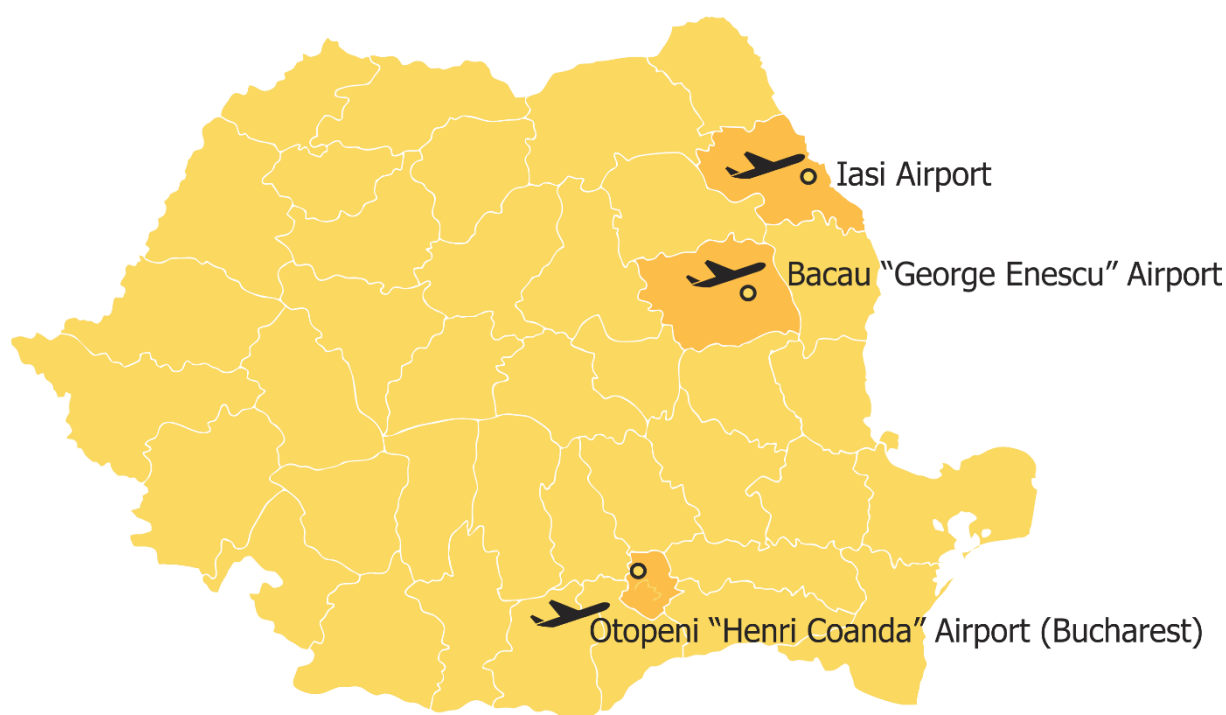 Iasi Airport
Bacau “George Enescu” Airport
Otopeni “Henri Coanda” Airport (Bucharest)